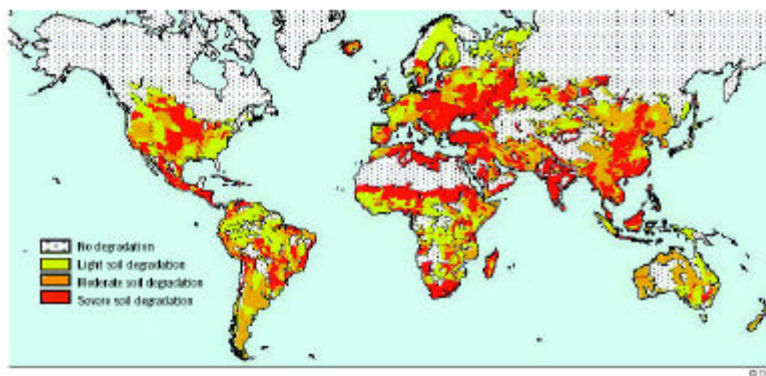 No degradation
Light soil degradation
Moderate soil degradation
Severe soil degradation